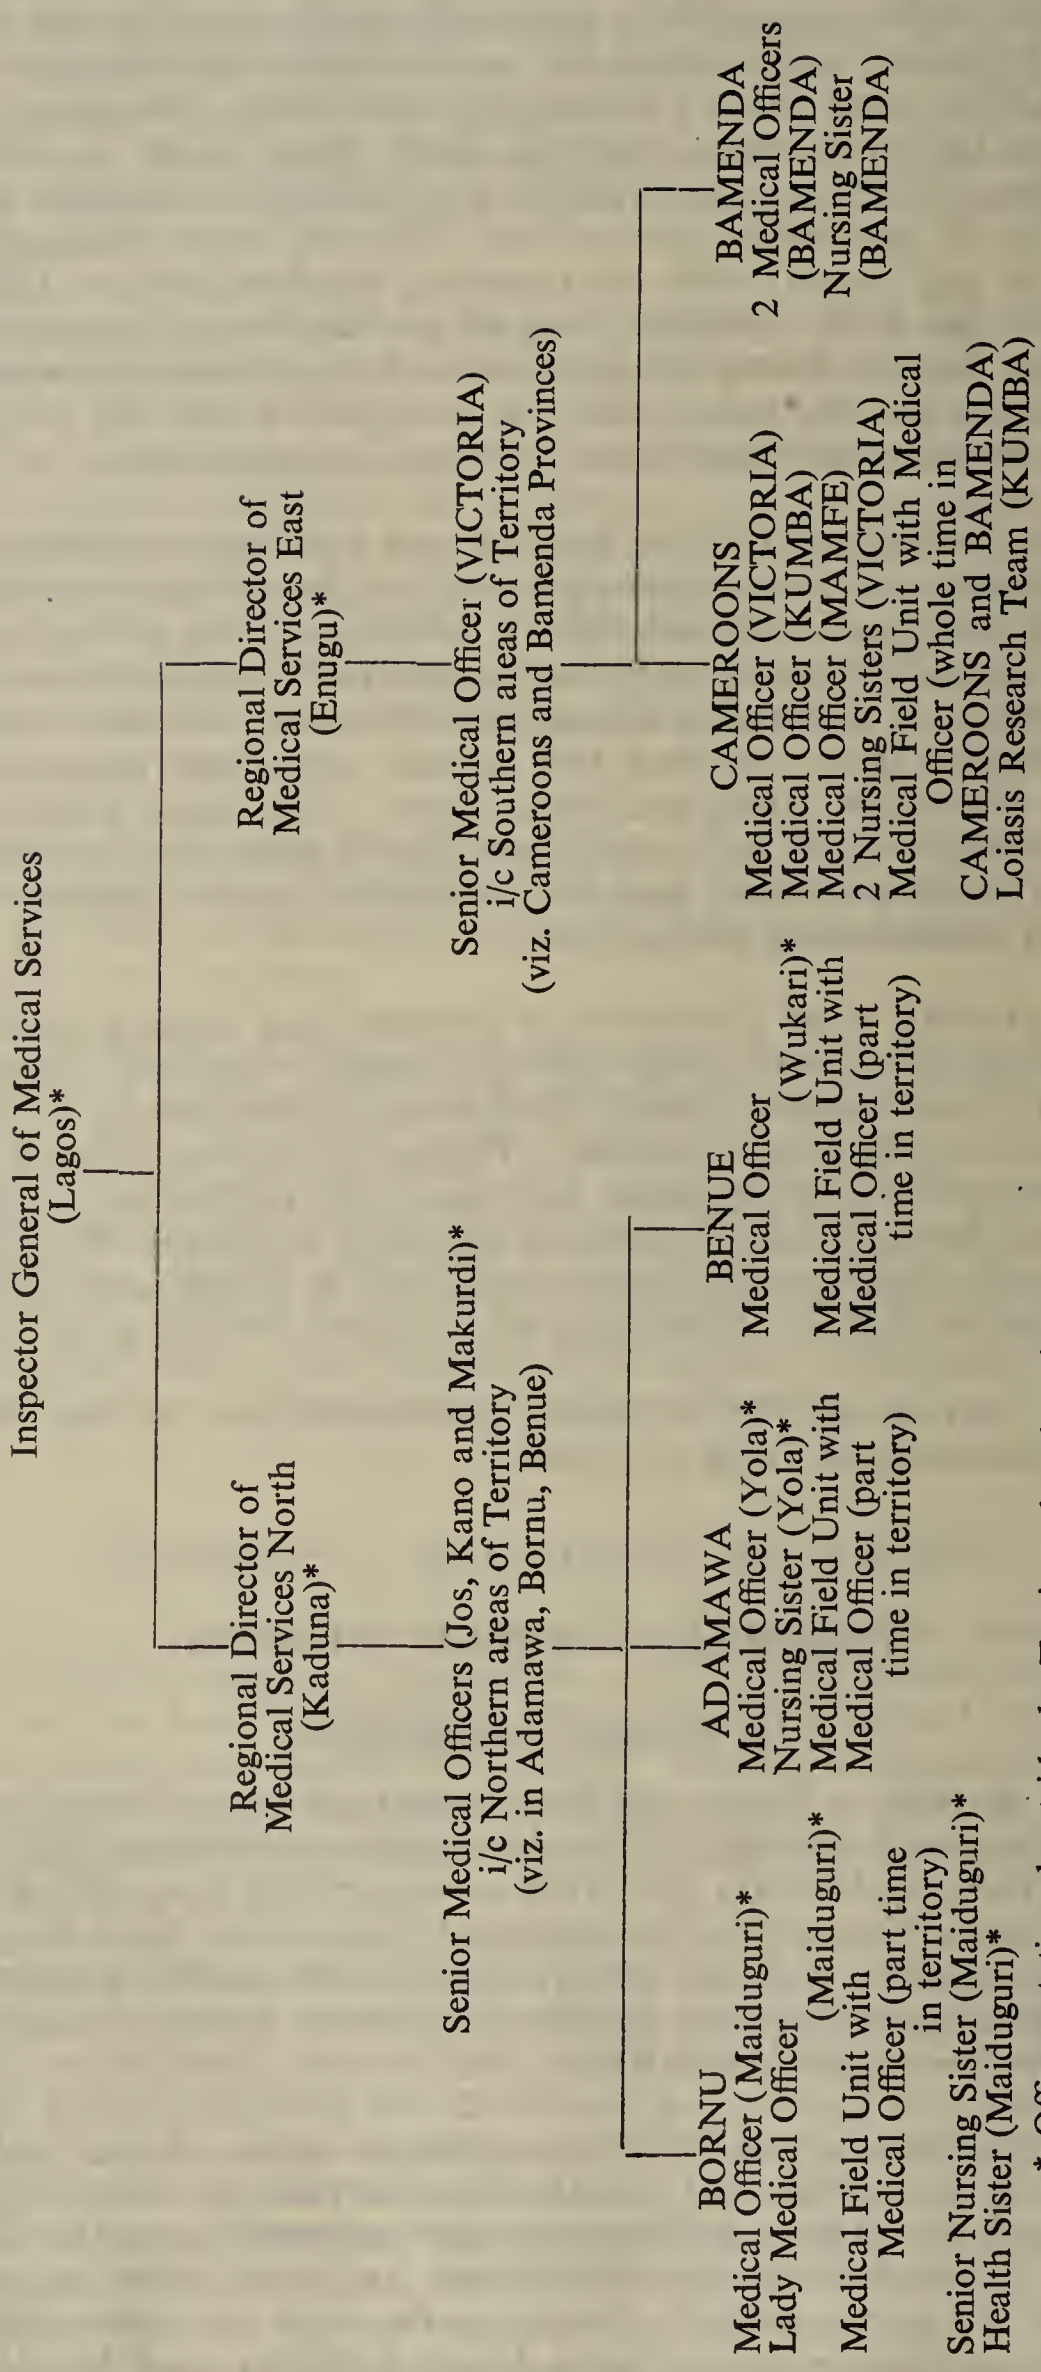 Inspector General of Medical Services
(Lagos)*
Regional Director of
Medical Services North
(Kaduna)*
Regional Director of
Medical Services East
(Enugu)*
Senior Medical Officers (Jos, Kano and Makurdi)*
i/c Northern areas of Territory
(viz. in Adamawa, Bornu, Benue)
Senior Medical Officer (VICTORIA)
i/c Southern areas of Territory
(viz. Cameroons and Bamenda Provinces)
BORNU
Medical Officer (Maiduguri)*
Lady Medical Officer
(Maiduguri)*
Medical Field Unit with
Medical Officer (part time
in territory)
Senior Nursing Sister (Maiduguri)*
Health Sister (Maiduguri)*
ADAMAWA
Medical Officer (Yola)*
Nursing Sister (Yola)*
Medical Field Unit with
Medical Officer (part
time in territory)
BENUE
Medical Officer
(Wukari)*
Medical Field Unit with
Medical Officer (part
time in territory)
CAMEROONS
Medical Officer (VICTORIA)
Medical Officer (KUMBA)
Medical Officer (MAMFE)
2 Nursing Sisters (VICTORIA)
Medical Field Unit with Medical
Officer (whole time in
CAMEROONS and BAMENDA)
Loiasis Research Team (KUMBA)
BAMENDA
2 Medical Officers
(BAMENDA)
Nursing Sister
(BAMENDA)